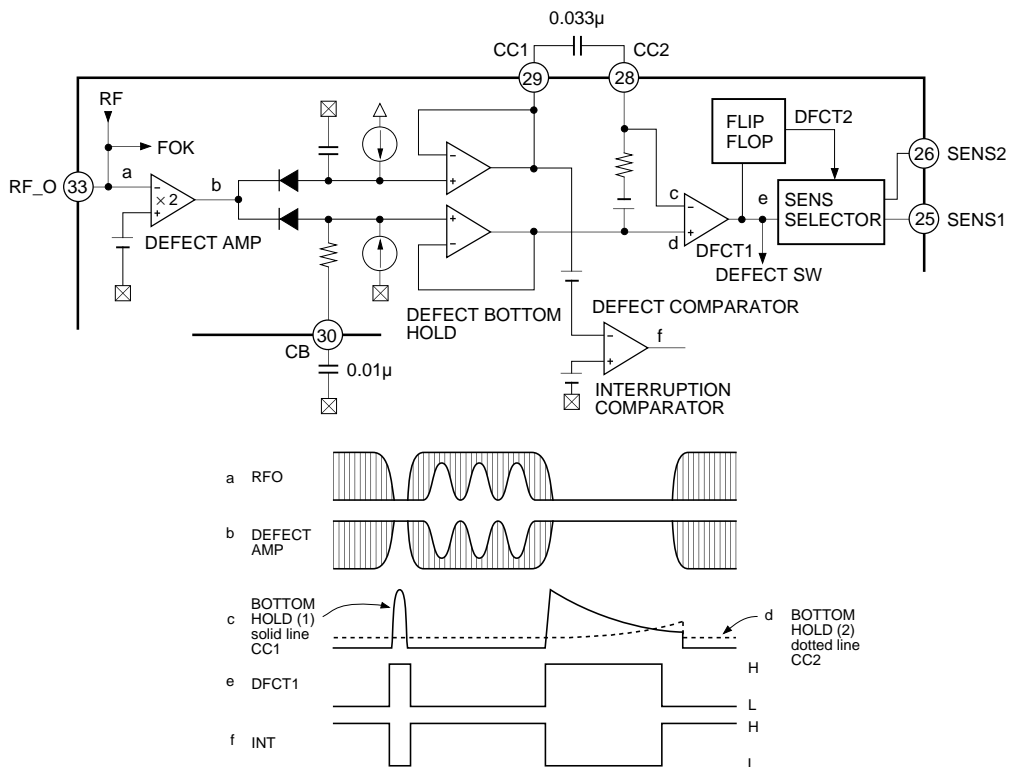 0.033µ
CC1
CC2
29
28
RF
FOK
RF_O
33
a
b
−
× 2
+
DEFECT AMP
−
+
+
−
FLIP
FLOP
DFCT2
26
SENS2
c
−
e
SENS
SELECTOR
25
SENS1
d
+
DFCT1
DEFECT SW
DEFECT BOTTOM
HOLD
DEFECT COMPARATOR
30
CB
0.01µ
−
+
f
INTERRUPTION
COMPARATOR
a RFO
b DEFECT
AMP
c BOTTOM
HOLD (1)
solid line
CC1
d BOTTOM
HOLD (2)
dotted line
CC2
e DFCT1
H
L
f INT
H
L